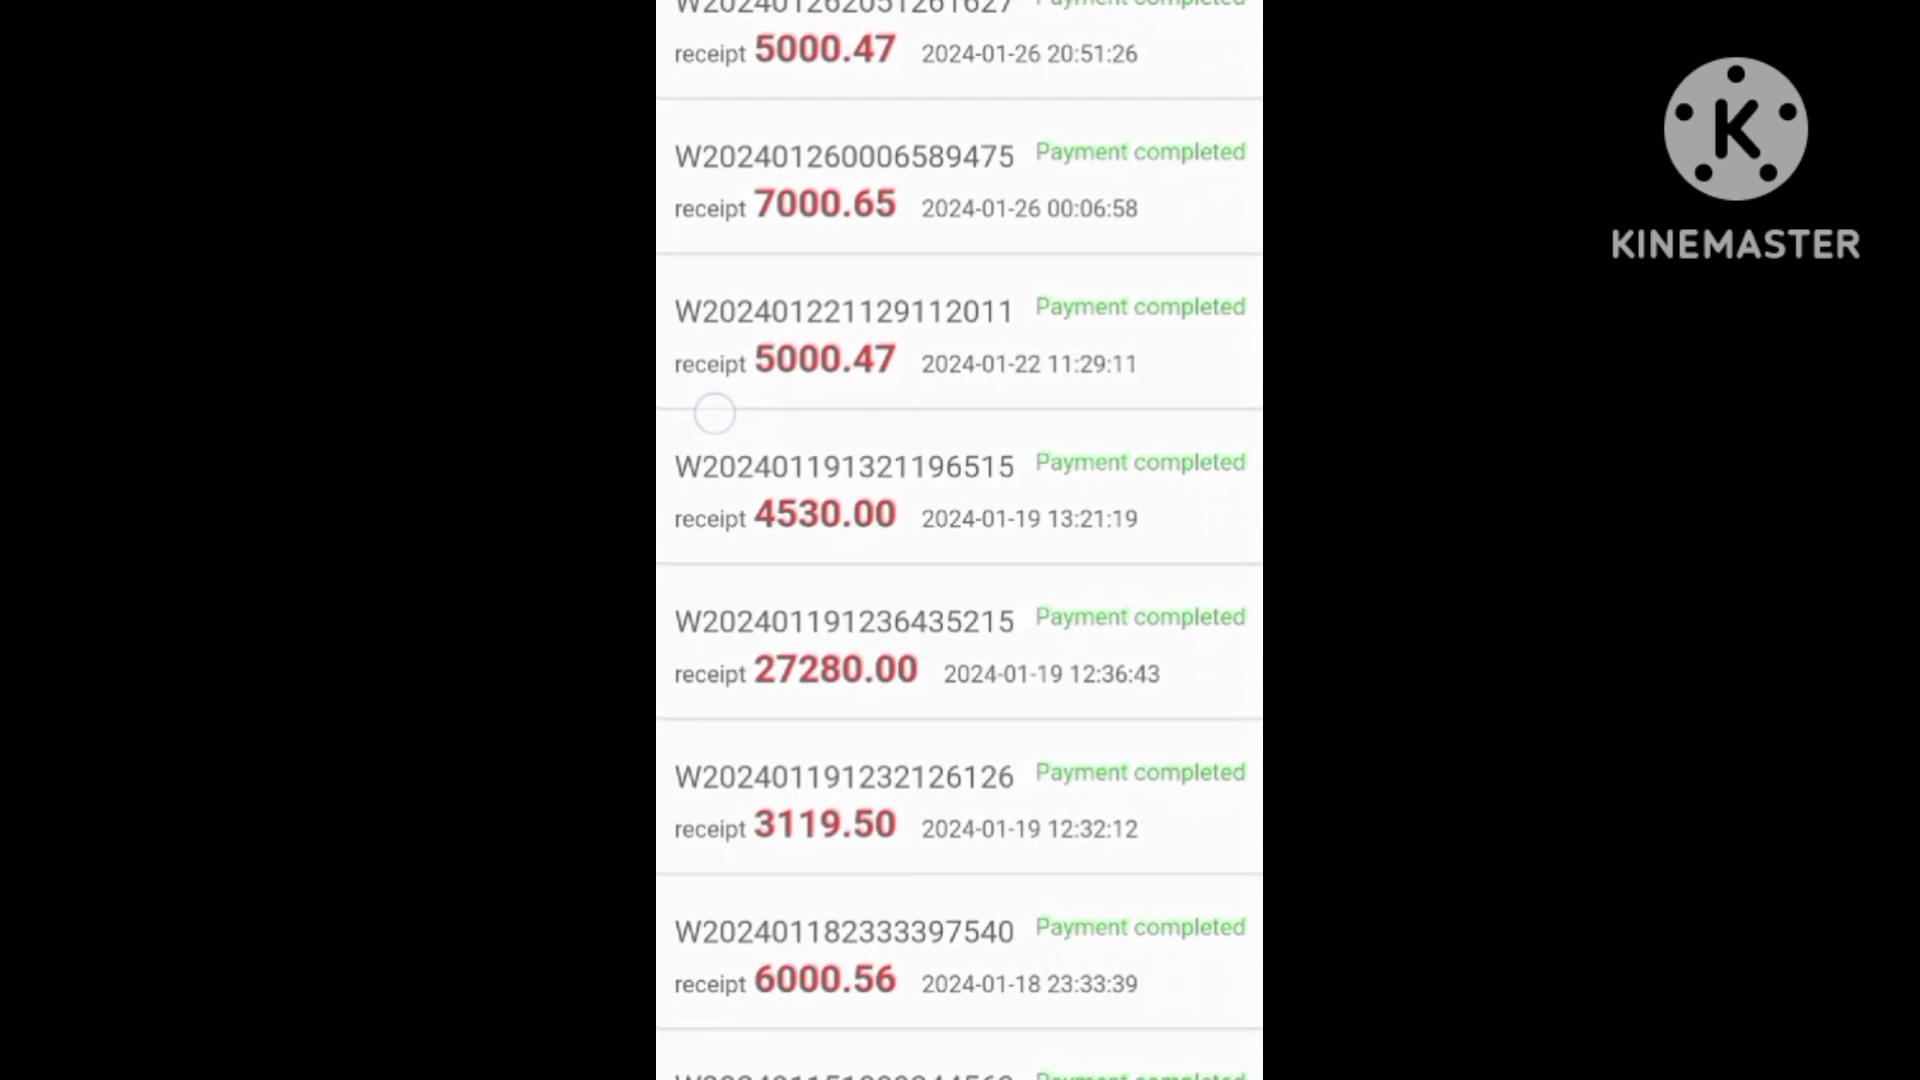 receipt 5000.47 2024-01-26 20:51:26
W202401260006589475 Payment completed
receipt 7000.65 2024-01-26 00:06:58
W202401221129112011 Payment completed
receipt 5000.47 2024-01-22 11:29:11
W202401191321196515 Payment completed
receipt 4530.00 2024-01-19 13:21:19
W202401191236435215 Payment completed
receipt 27280.00 2024-01-19 12:36:43
W202401191232126126 Payment completed
receipt 3119.50 2024-01-19 12:32:12
W202401182333397540 Payment completed
receipt 6000.56 2024-01-18 23:33:39
Payment completed
K
KINEMASTER